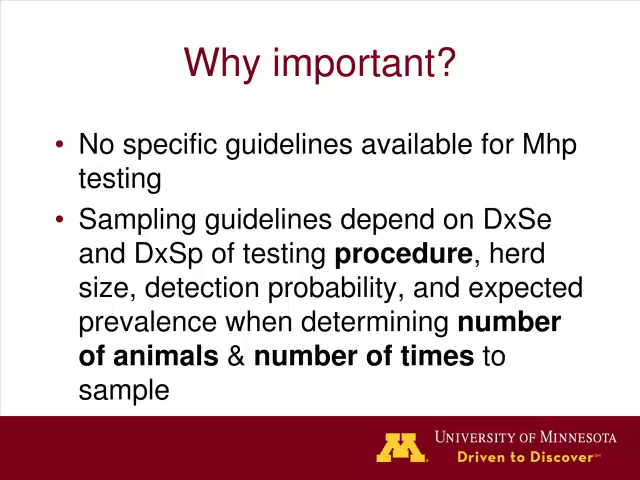 Why important?
• No specific guidelines available for Mhp
testing
• Sampling guidelines depend on DxSe
and DxSp of testing procedure, herd
size, detection probability, and expected
prevalence when determining number
of animals & number of times to
sample
M
UNIVERSITY OF MINNESOTA
Driven to Discover℠